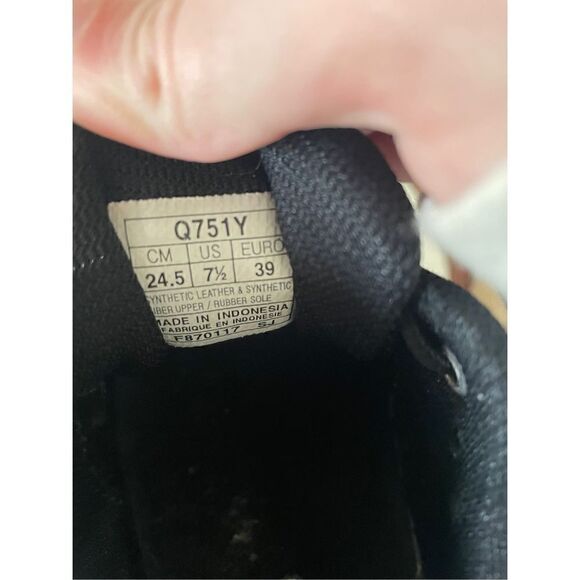 Q751Y
CM US EURO
24.5 7½ 39
SYNTHETIC LEATHER & SYNTHETIC
UPPER / RUBBER SOLE
MADE IN INDONESIA
FABRIQUE EN INDONESIE
F870117 SJ